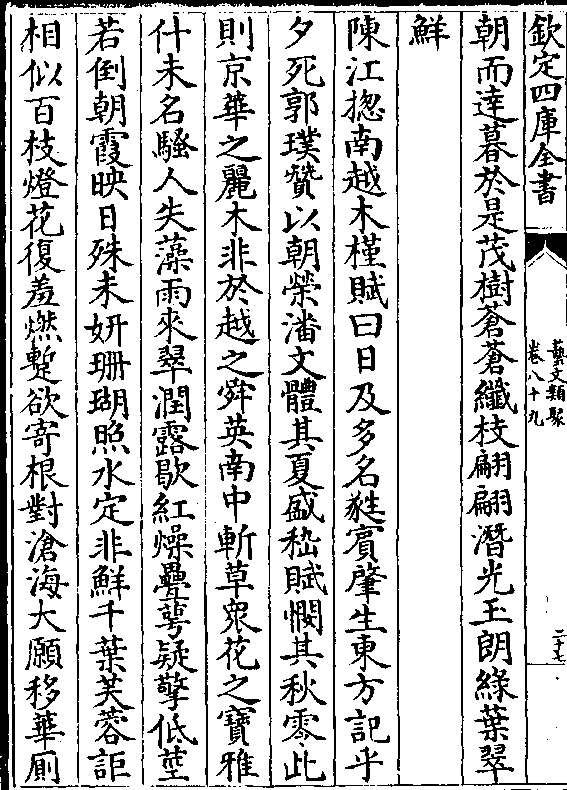 欽定四庫全書
藝文類聚
卷八十九
二十七
朝而達暮於是茂樹蒼蒼纖枝翩翩潛光玉朗綠葉翠
鮮
陳江揔南越木槿賦曰日及多名蕤賓肇生東方記乎
夕死郭璞贊以朝榮潘文體其夏盛嵇賦憫其秋零此
則京華之麗木非於越之舜英南中斬草衆花之寶雅
什未名騷人失藻雨來翠潤露歇紅燥疊萼疑擎低莖
若倒朝霞映日殊未妍珊瑚照水定非鮮千葉芙蓉詎
相似百枝燈花復羞燃暫欲寄根對滄海大願移華厠